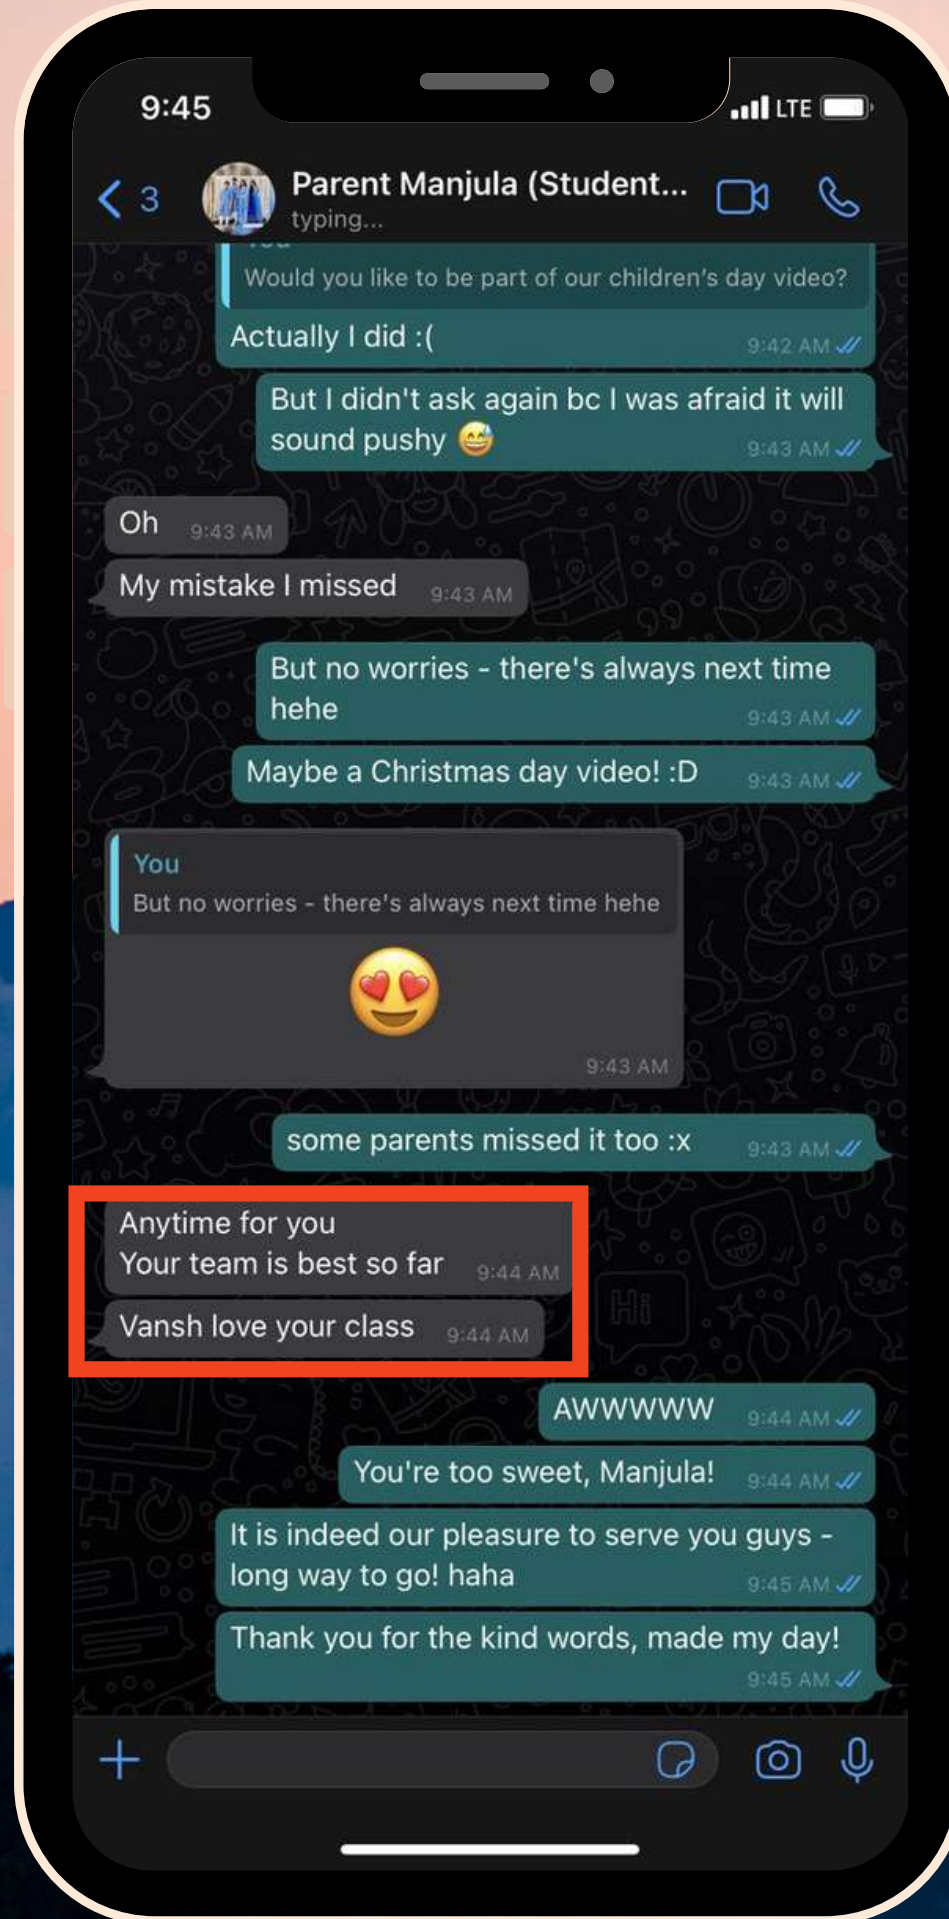 9:45
LTE
3
Parent Manjula (Student...
typing...
Would you like to be part of our children's day video?
Actually I did :(
9:42 AM
But I didn't ask again bc I was afraid it will
sound pushy 😅
9:43 AM
Oh 9:43 AM
My mistake I missed 9:43 AM
But no worries - there's always next time
hehe
9:43 AM
Maybe a Christmas day video! :D 9:43 AM
You
But no worries - there's always next time hehe
😍
9:43 AM
some parents missed it too :x 9:43 AM
Anytime for you
Your team is best so far 9:44 AM
Vansh love your class 9:44 AM
AWWWWW 9:44 AM
You're too sweet, Manjula! 9:44 AM
It is indeed our pleasure to serve you guys -
long way to go! haha
9:45 AM
Thank you for the kind words, made my day!
9:45 AM